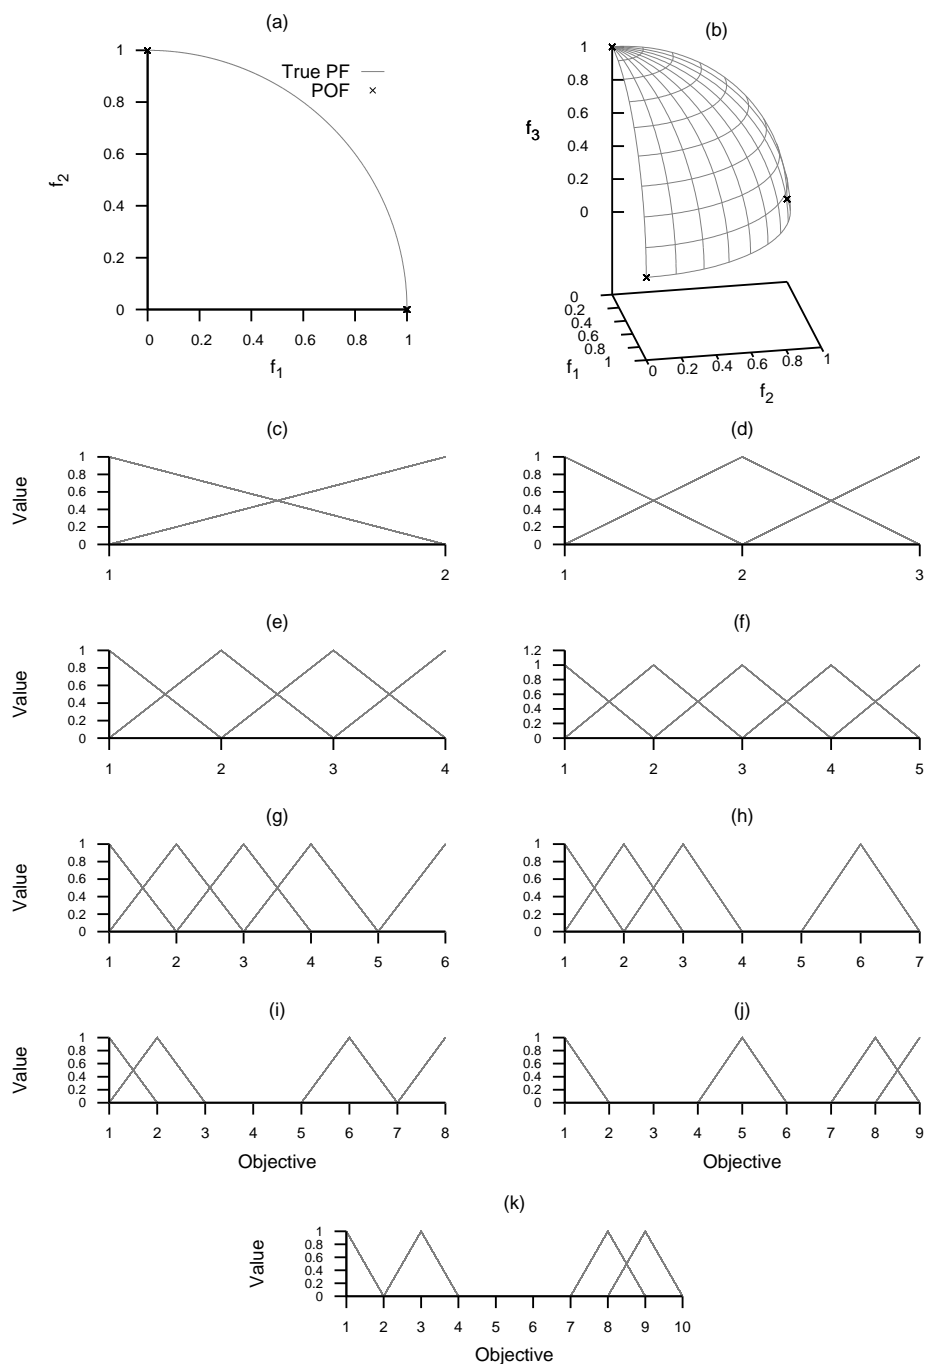 (a)
1
0.8
0.6
0.4
0.2
0
f2
True PF
POF
0 0.2 0.4 0.6 0.8 1
f1
(b)
1
0.8
0.6
0.4
0.2
0
f3
0
0.2
0.4
0.6
0.8
1
f1
0 0.2 0.4 0.6 0.8 1
f2
(c)
1
0.8
0.6
0.4
0.2
0
Value
1 2
(d)
1
0.8
0.6
0.4
0.2
0
1 2 3
(e)
1
0.8
0.6
0.4
0.2
0
Value
1 2 3 4
(f)
1.2
1
0.8
0.6
0.4
0.2
0
1 2 3 4 5
(g)
1
0.8
0.6
0.4
0.2
0
Value
1 2 3 4 5 6
(h)
1
0.8
0.6
0.4
0.2
0
1 2 3 4 5 6 7
(i)
1
0.8
0.6
0.4
0.2
0
Value
1 2 3 4 5 6 7 8
Objective
(j)
1
0.8
0.6
0.4
0.2
0
1 2 3 4 5 6 7 8 9
Objective
(k)
1
0.8
0.6
0.4
0.2
0
Value
1 2 3 4 5 6 7 8 9 10
Objective